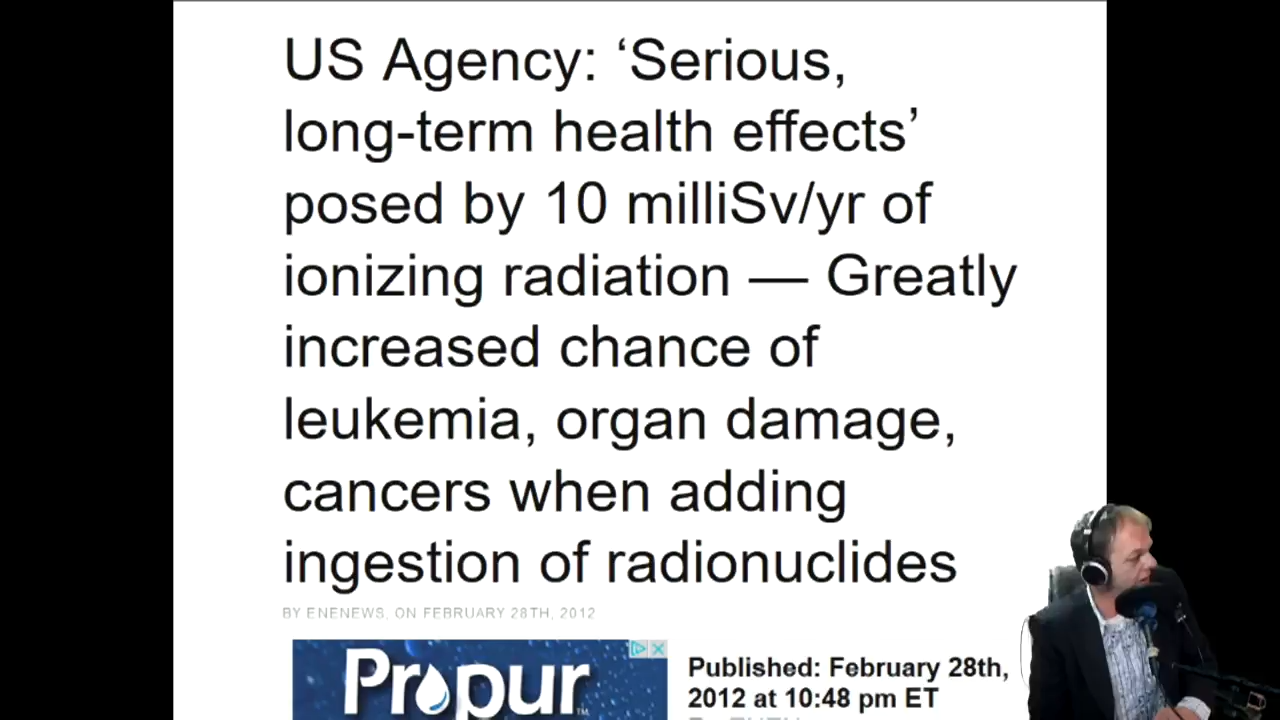 US Agency: ‘Serious,
long-term health effects’
posed by 10 milliSv/yr of
ionizing radiation — Greatly
increased chance of
leukemia, organ damage,
cancers when adding
ingestion of radionuclides
BY ENENEWS, ON FEBRUARY 28TH, 2012
Propur™
Published: February 28th,
2012 at 10:48 pm ET